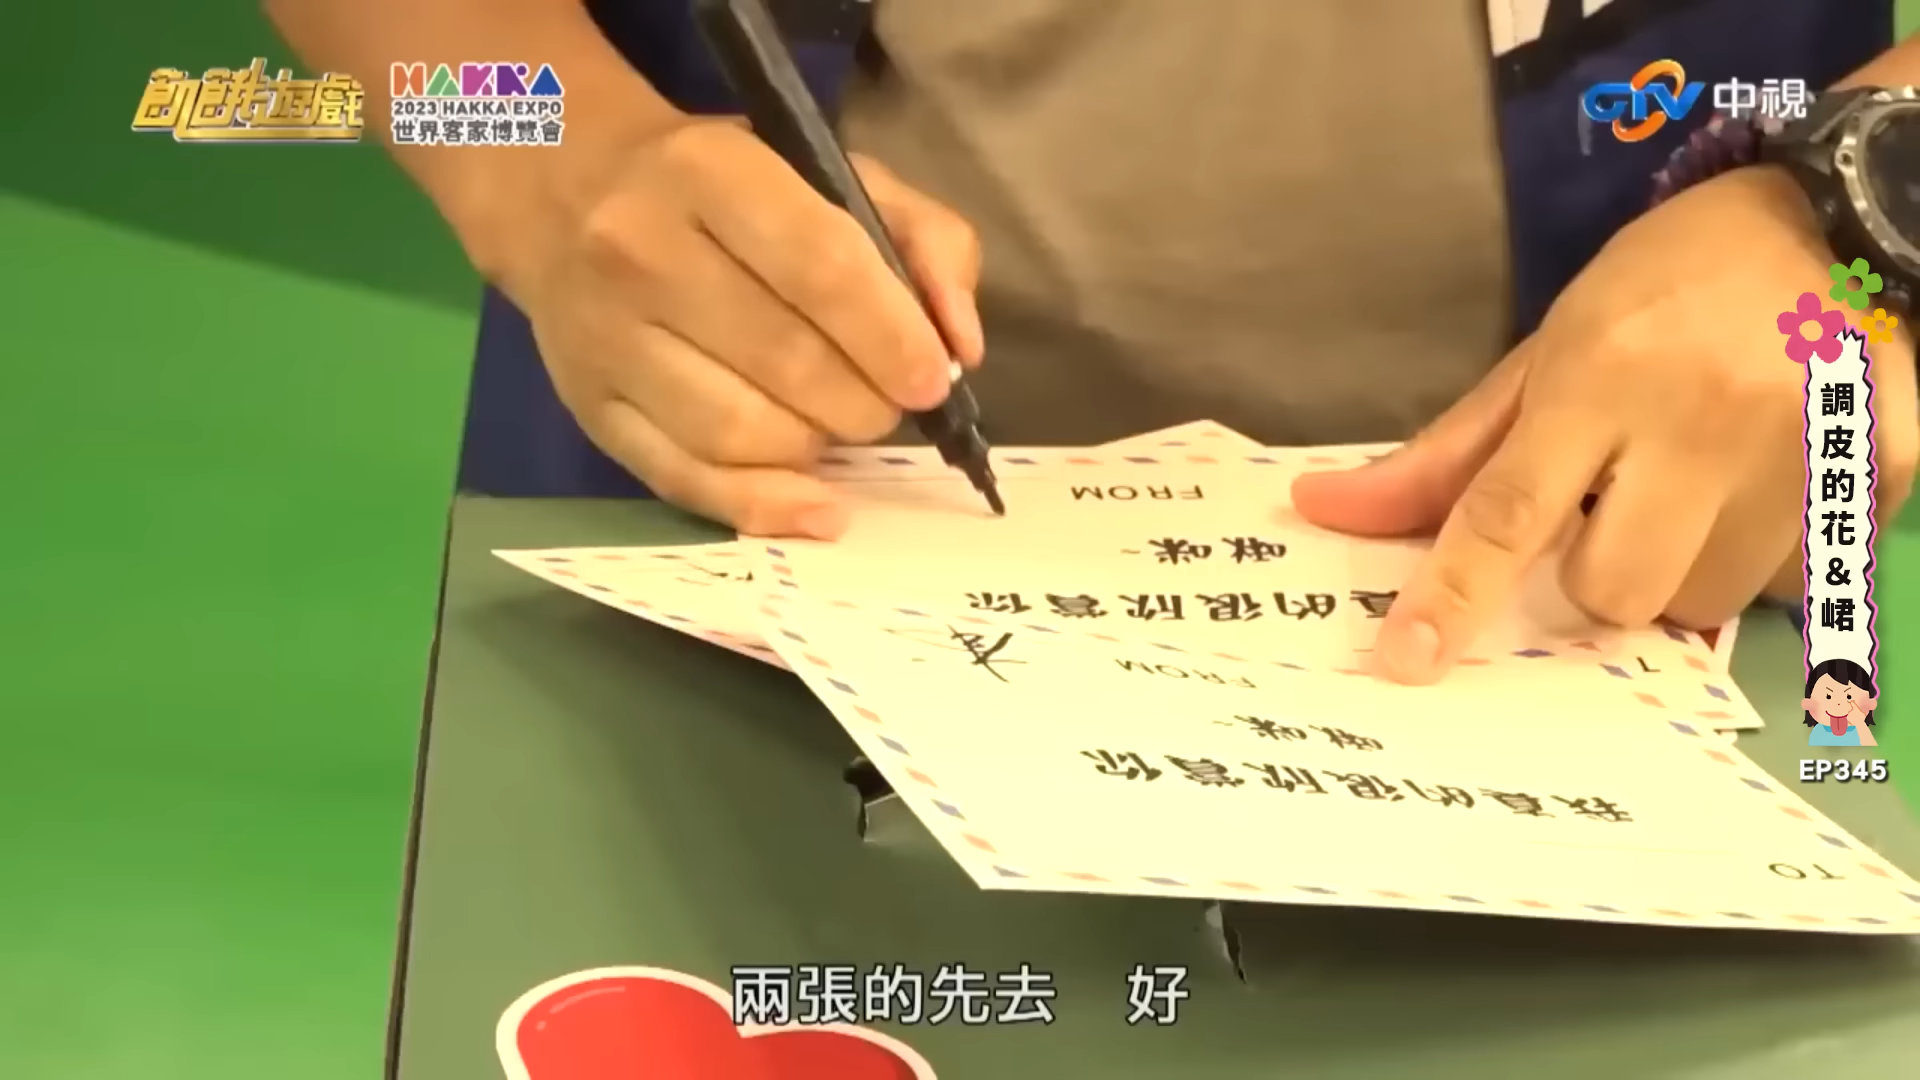 飢餓遊戲
HAKKA
2023 HAKKA EXPO
世界客家博覽會
CTV 中視
調皮的花&峮
EP345
FROM
啾咪~
真的很欣賞你
FROM
啾咪~
我真的很欣賞你
TO
兩張的先去 好